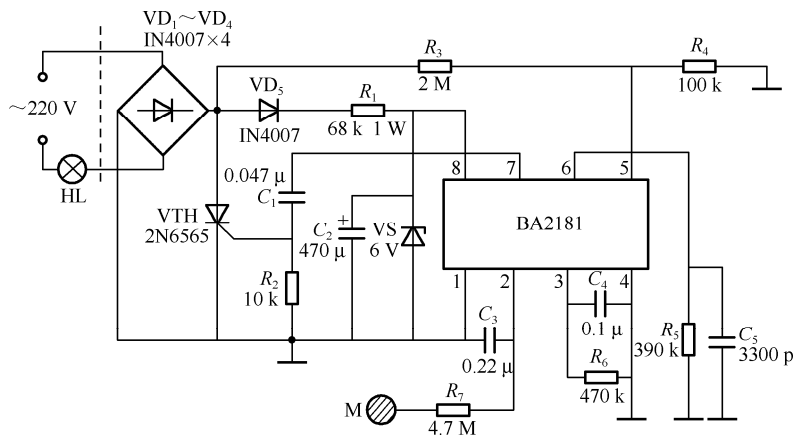 VD₁～VD₄
IN4007×4
～220 V
HL
VD₅
IN4007
R₁
68 k 1 W
R₃
2 M
R₄
100 k
0.047 μ
C₁
VTH
2N6565
R₂
10 k
+
C₂
470 μ
VS
6 V
8
7
6
5
BA2181
1
2
3
4
C₃
0.22 μ
C₄
0.1 μ
R₆
470 k
R₅
390 k
C₅
3300 p
M
R₇
4.7 M